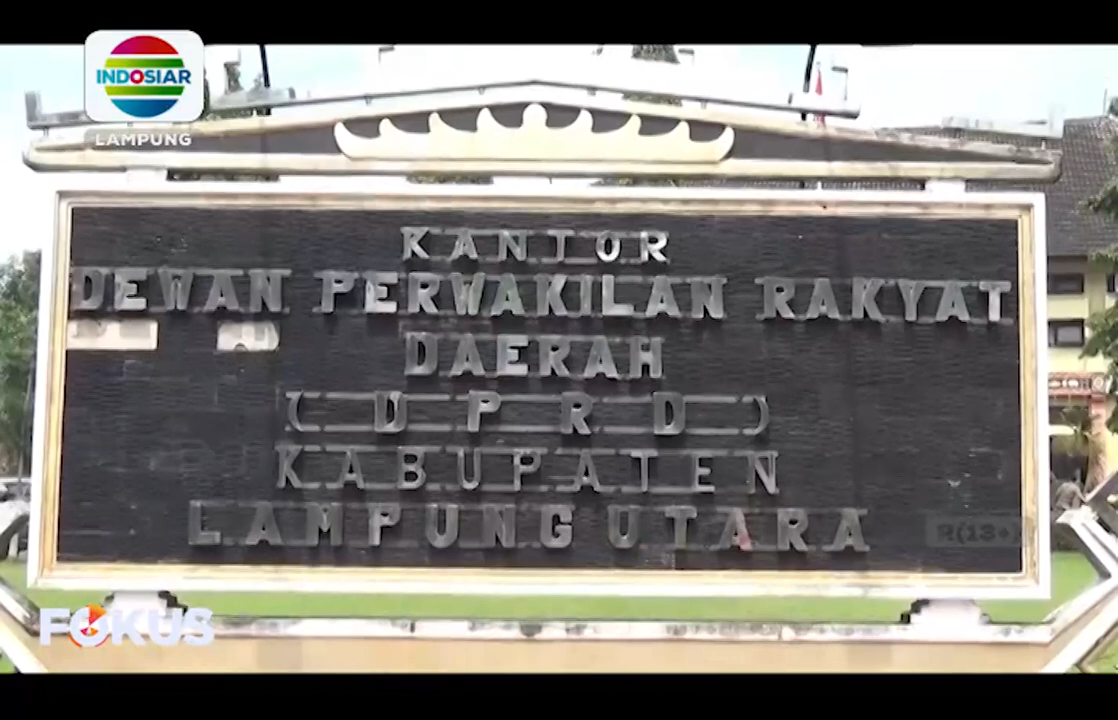 INDOSIAR
LAMPUNG
KANTOR
DEWAN PERWAKILAN RAKYAT
DAERAH
( D P R D )
KABUPATEN
LAMPUNG UTARA
R(13+)
FOKUS